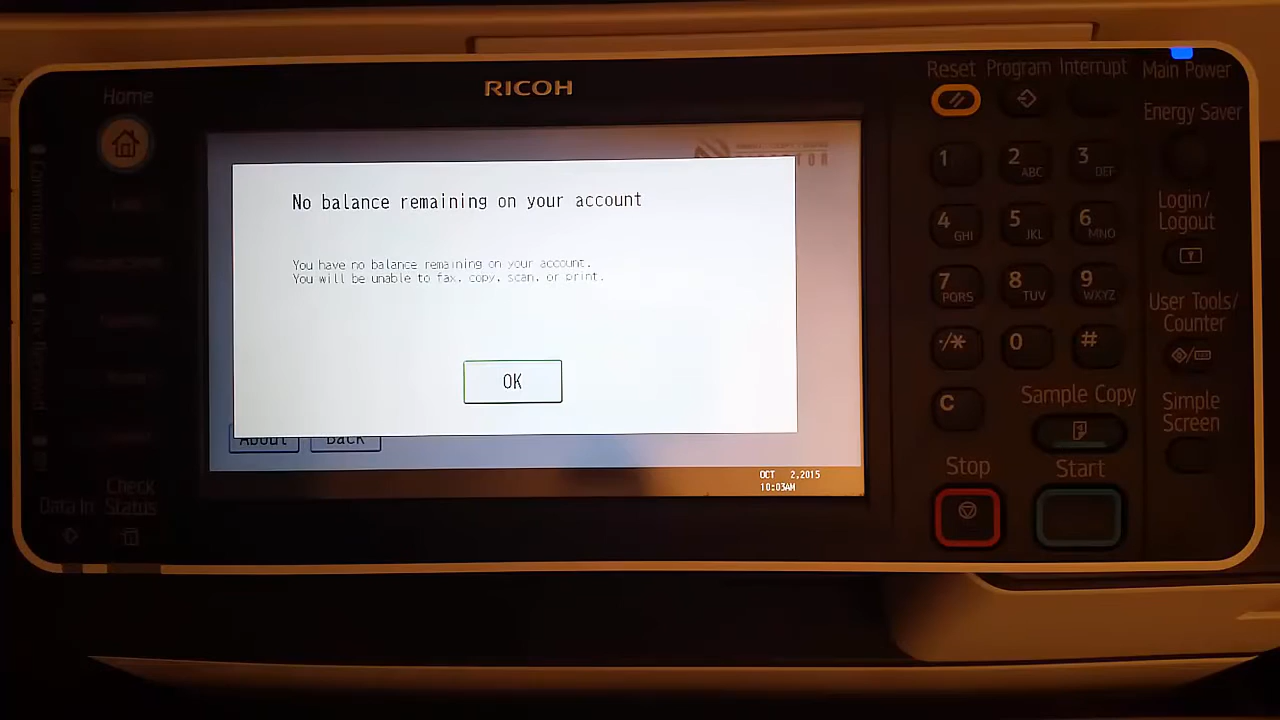 RICOH
Home
Reset Program Interrupt Main Power
Energy Saver
No balance remaining on your account
You have no balance remaining on your account.
You will be unable to fax, copy, scan, or print.
OK
About Back
OCT 2,2015
10:03AM
1
2 ABC
3 DEF
4 GHI
5 JKL
6 MNO
7 PQRS
8 TUV
9 WXYZ
·/*
0
#
C
Login/
Logout
User Tools/
Counter
Sample Copy
Simple
Screen
Stop
Start
Check
Status
Data In